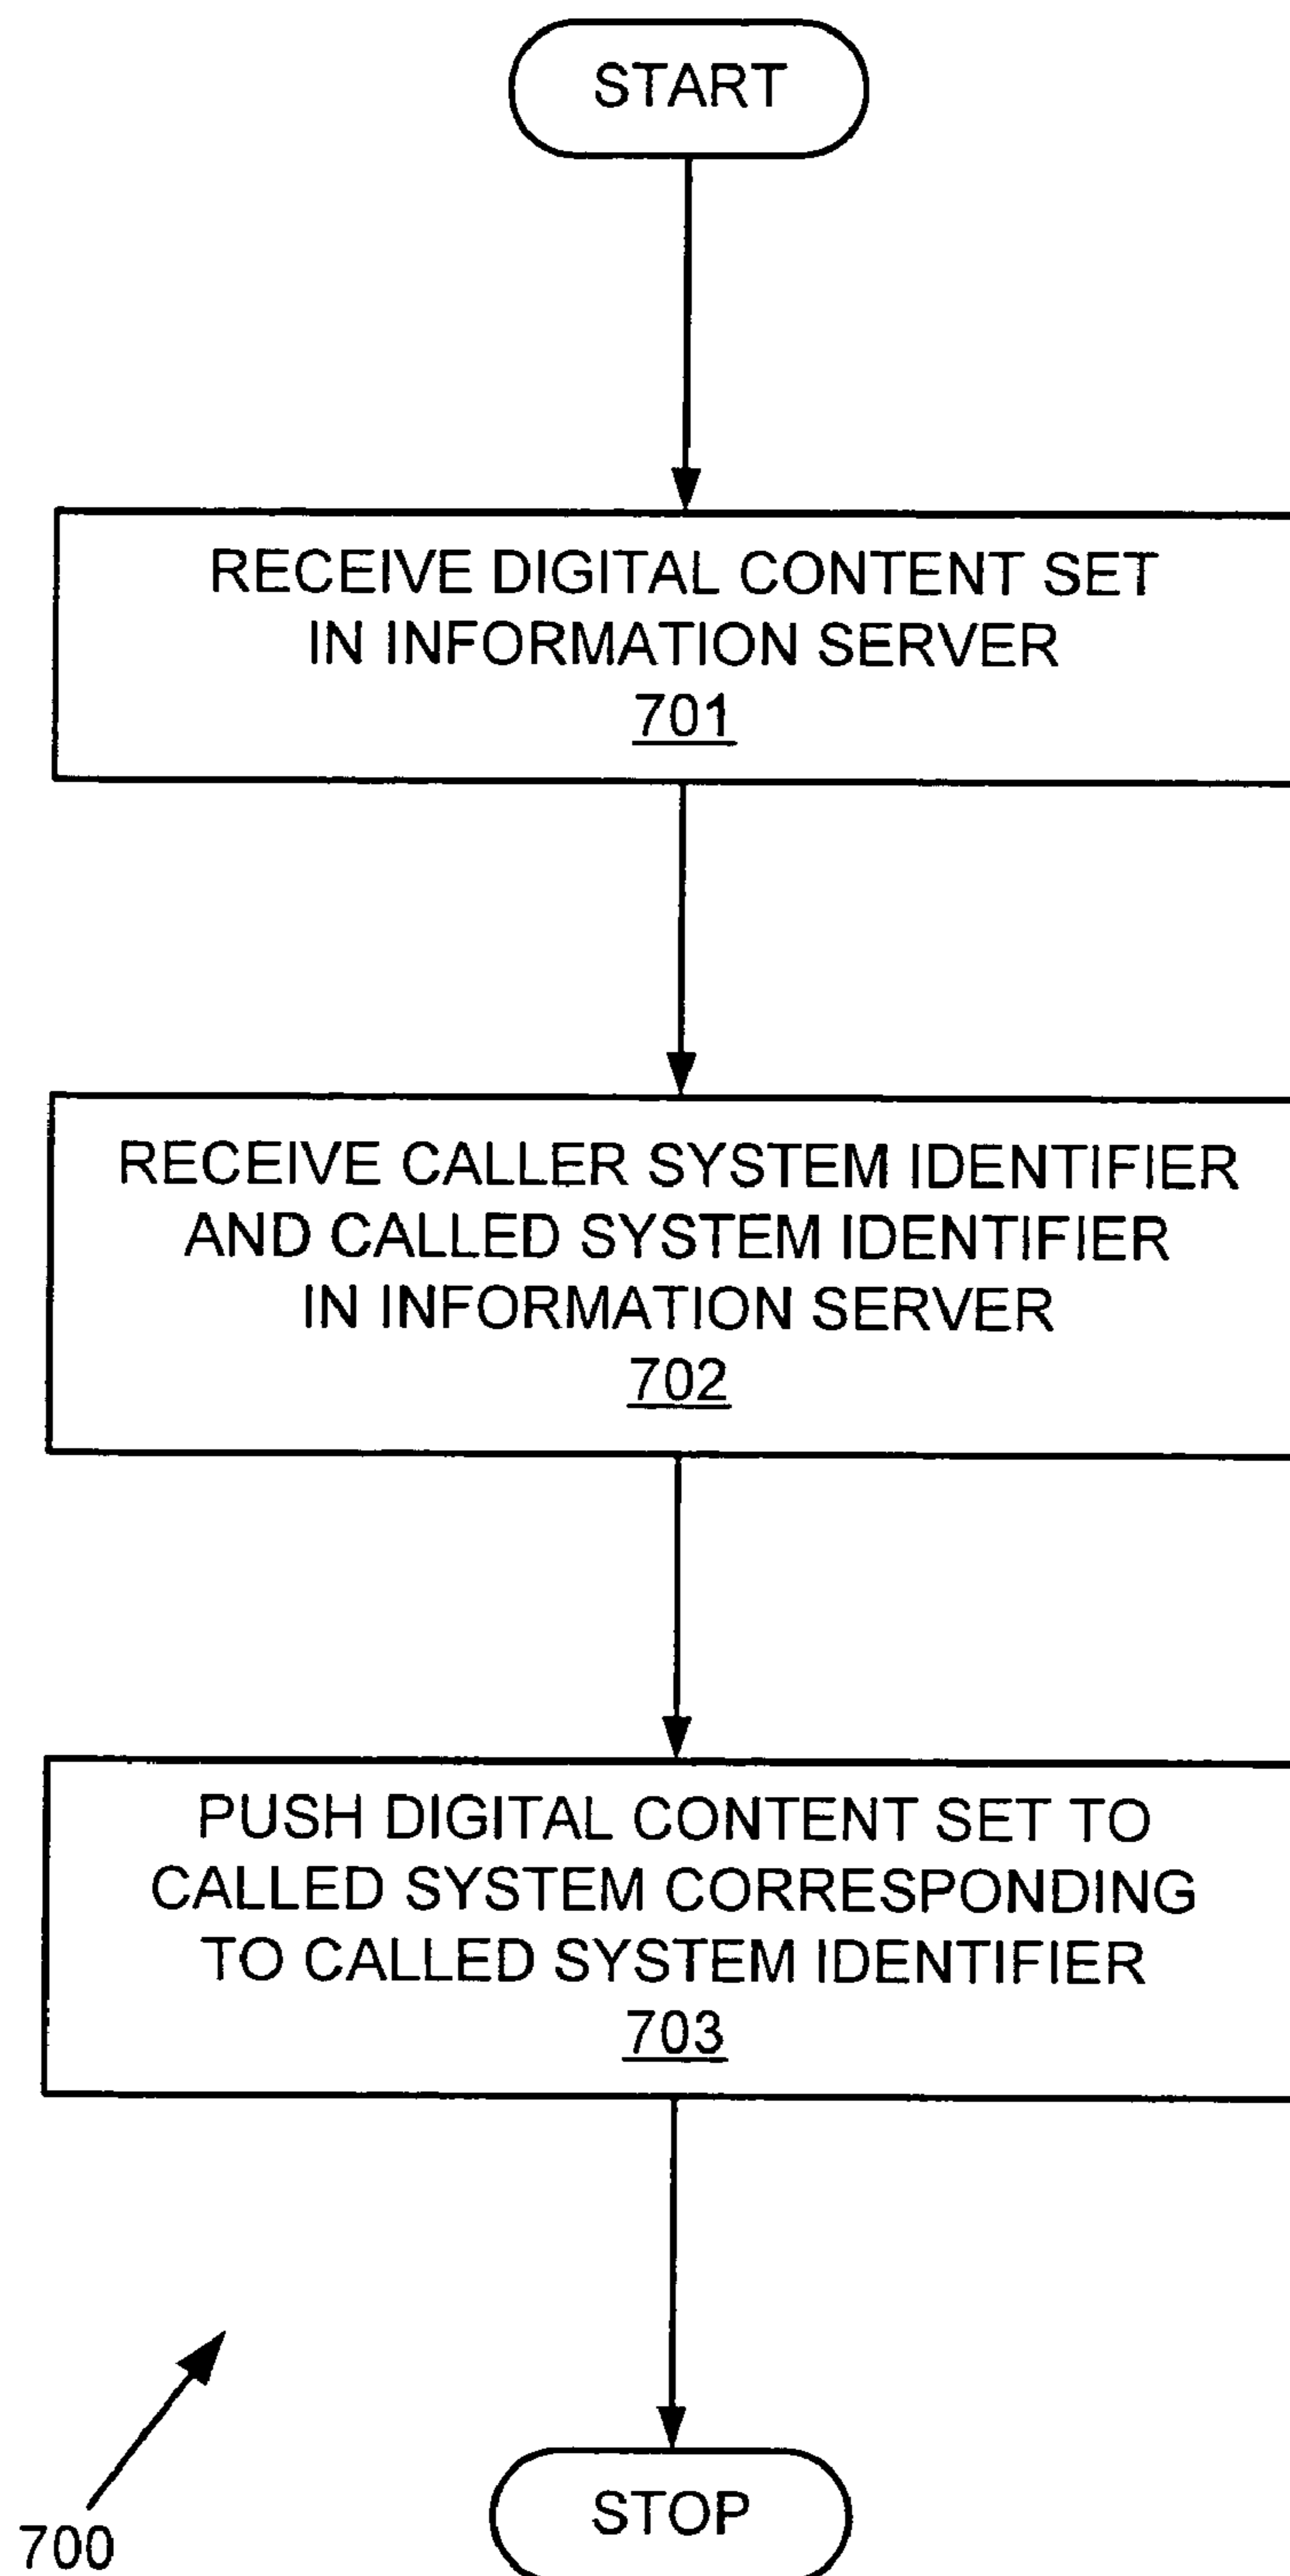 START
RECEIVE DIGITAL CONTENT SET
IN INFORMATION SERVER
701
RECEIVE CALLER SYSTEM IDENTIFIER
AND CALLED SYSTEM IDENTIFIER
IN INFORMATION SERVER
702
PUSH DIGITAL CONTENT SET TO
CALLED SYSTEM CORRESPONDING
TO CALLED SYSTEM IDENTIFIER
703
STOP
700